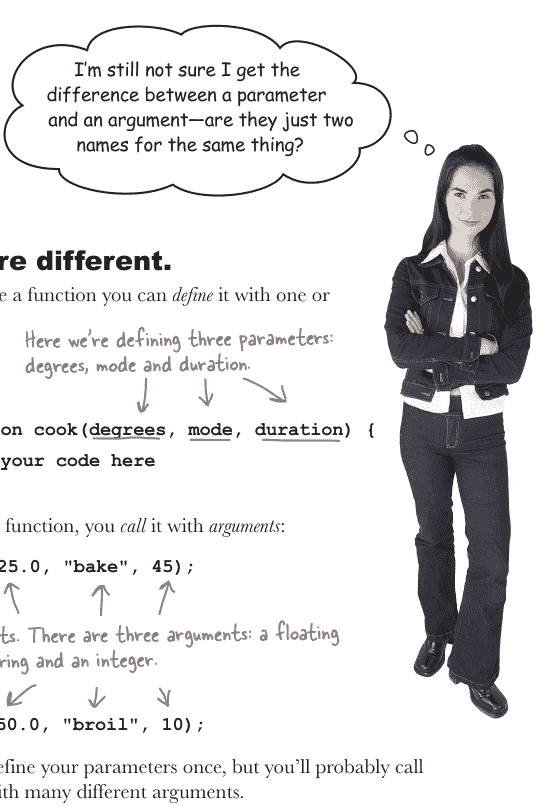 I'm still not sure I get the
difference between a parameter
and an argument—are they just two
names for the same thing?
re different.
e a function you can define it with one or
Here we're defining three parameters:
degrees, mode and duration.
on cook(degrees, mode, duration) {
your code here
function, you call it with arguments:
25.0, "bake", 45);
ts. There are three arguments: a floating
ring and an integer.
50.0, "broil", 10);
efine your parameters once, but you'll probably call
ith many different arguments.